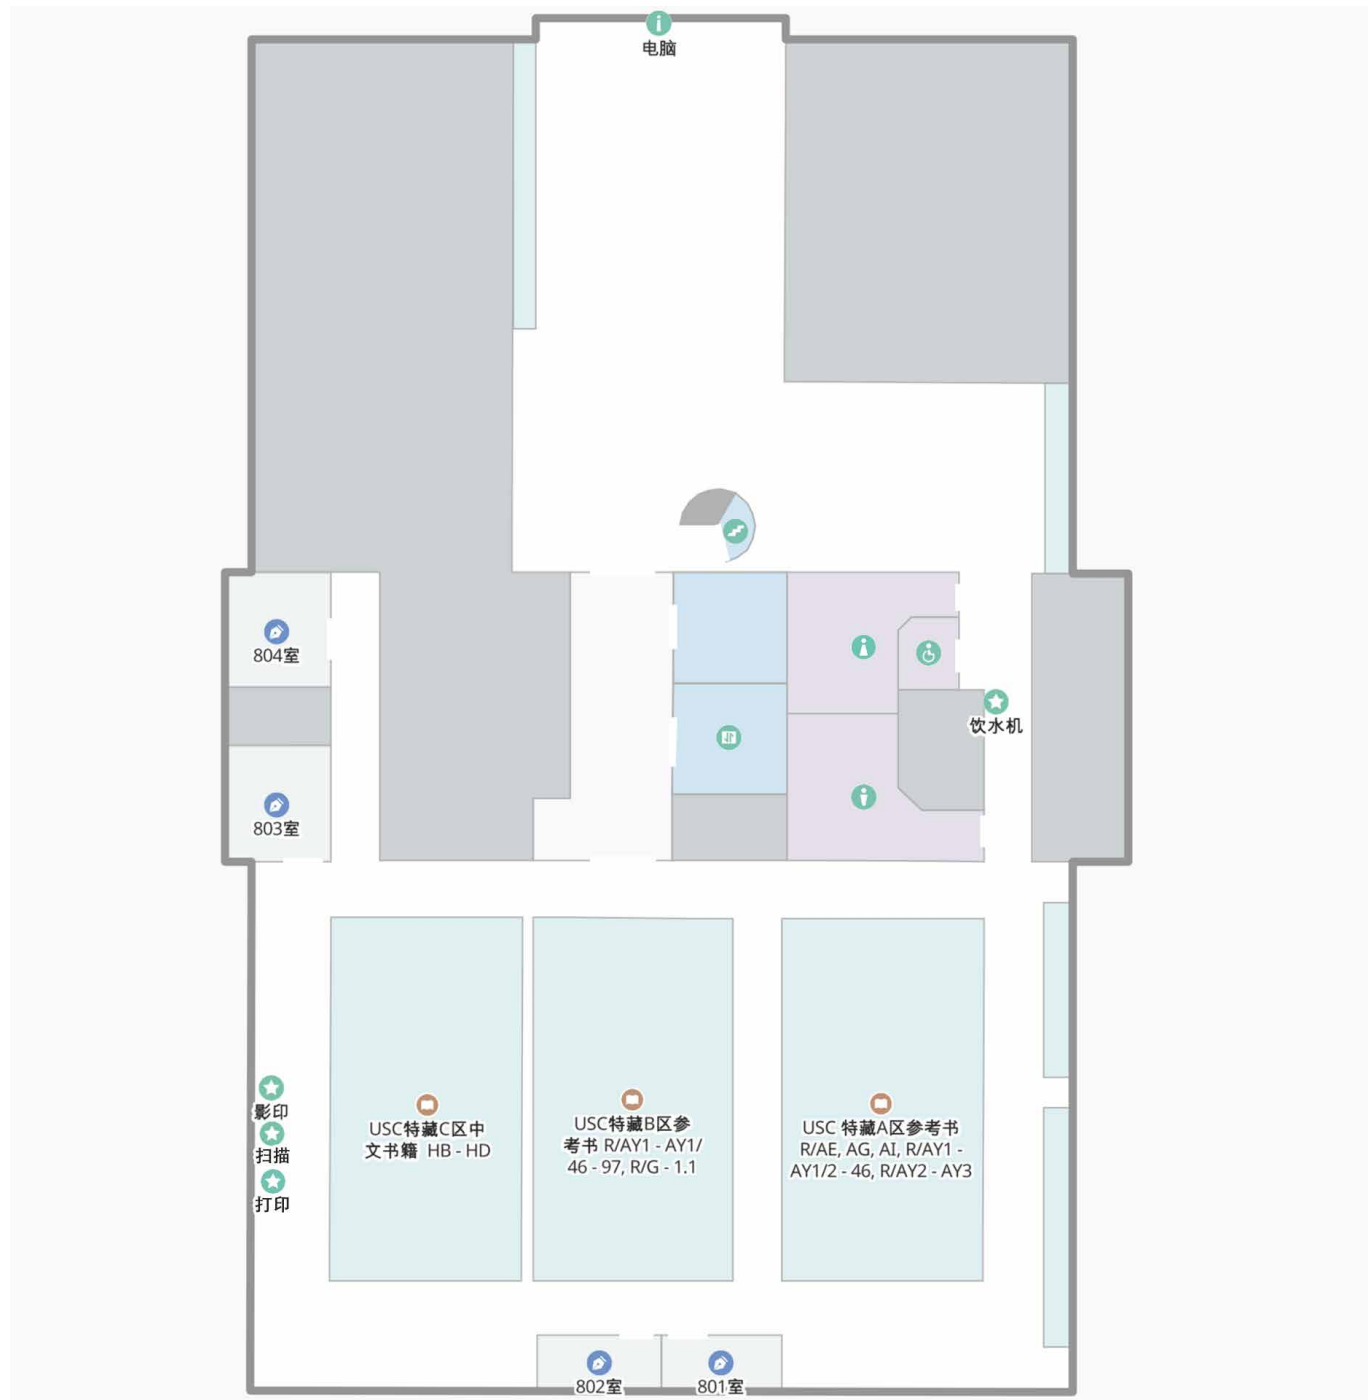 电脑
804室
饮水机
803室
影印
扫描
打印
USC特藏C区中
文书籍 HB - HD
USC特藏B区参
考书 R/AY1 - AY1/
46 - 97, R/G - 1.1
USC 特藏A区参考书
R/AE, AG, AI, R/AY1 -
AY1/2 - 46, R/AY2 - AY3
802室
801室